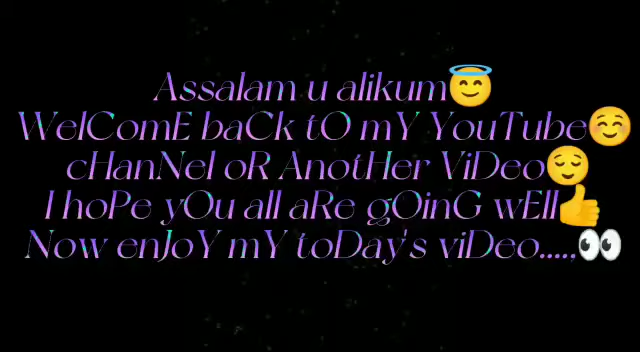 Assalam u alikum😇
WelComE baCk tO mY YouTube☺️
cHanNel oR AnotHer ViDeo😌
I hoPe yOu all aRe gOinG wEll👍
Now enJoY mY toDay's viDeo.....👀